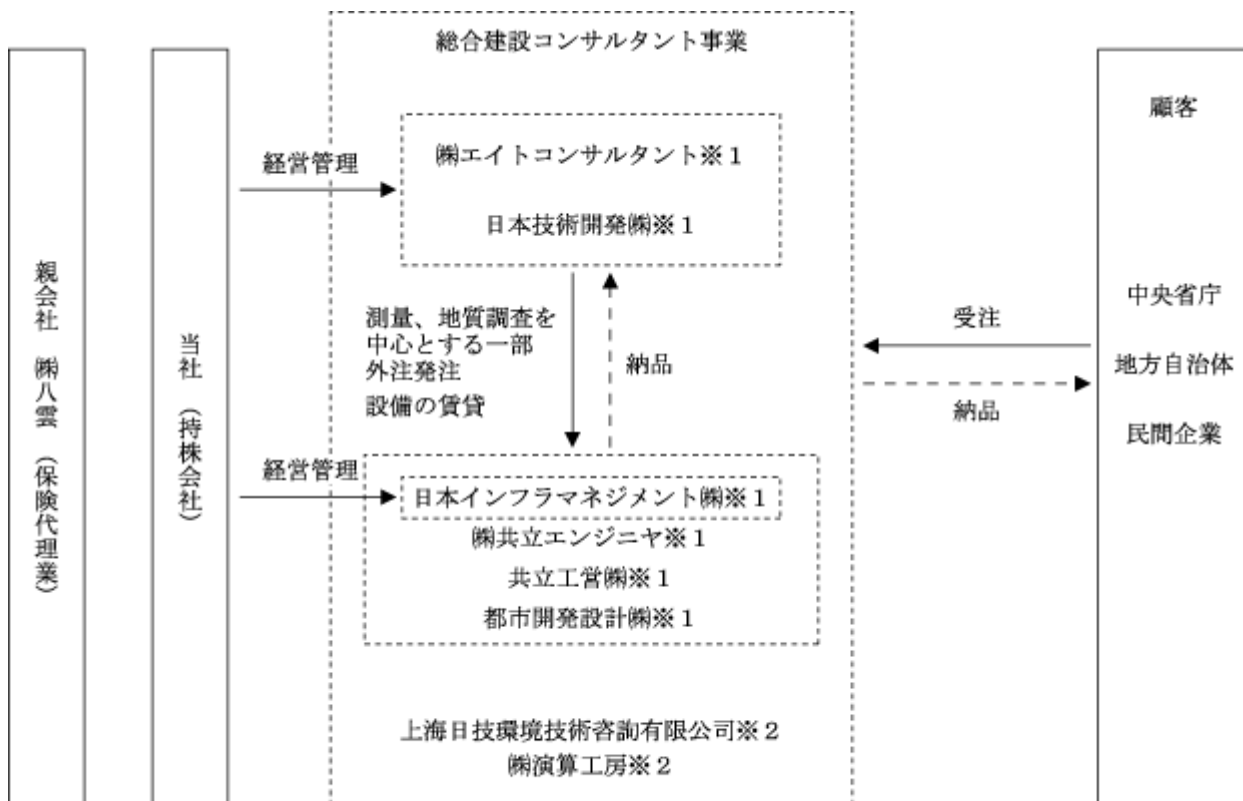 総合建設コンサルタント事業
親会社 ㈱八雲 (保険代理業)
当社 (持株会社)
経営管理
㈱エイトコンサルタント※1
日本技術開発㈱※1
測量、地質調査を
中心とする一部
外注発注
設備の賃貸
納品
経営管理
日本インフラマネジメント㈱※1
㈱共立エンジニヤ※1
共立工営㈱※1
都市開発設計㈱※1
上海日技環境技術咨詢有限公司※2
㈱演算工房※2
受注
納品
顧客
中央省庁
地方自治体
民間企業